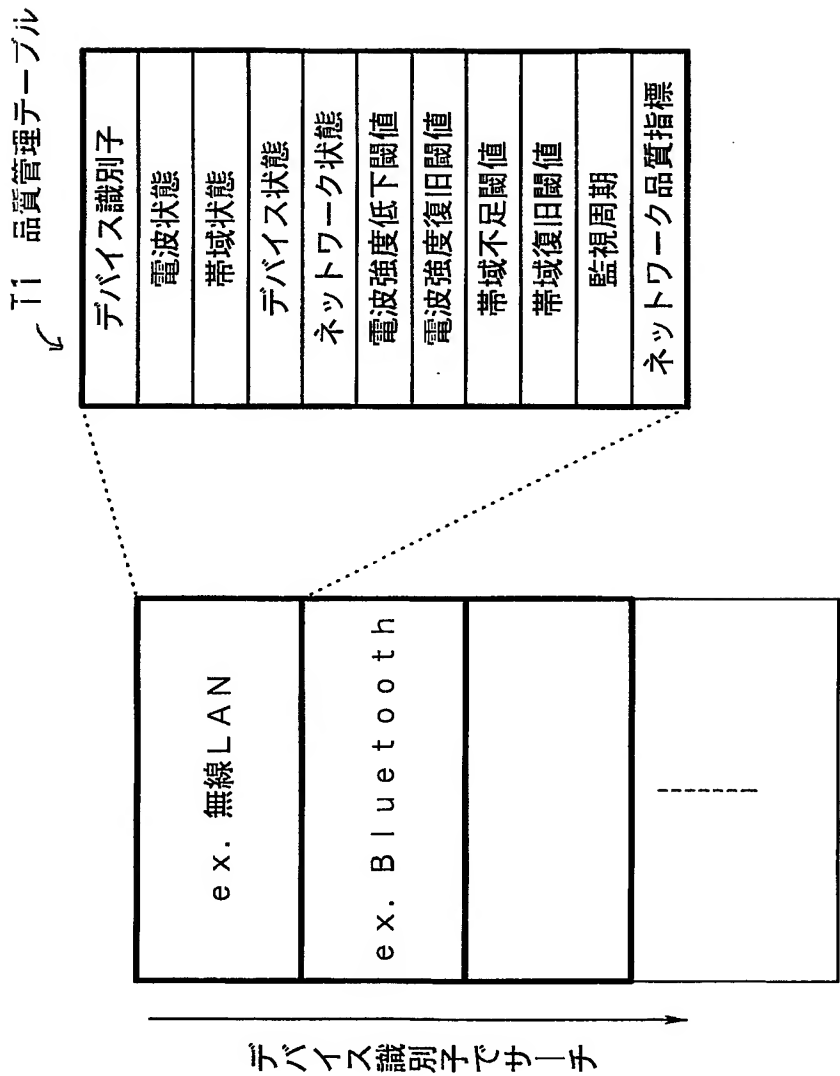 T1 品質管理テーブル
デバイス識別子
電波状態
帯域状態
デバイス状態
ネットワーク状態
電波強度低下閾値
電波強度復旧閾値
帯域不足閾値
帯域復旧閾値
監視周期
ネットワーク品質指標
ex. 無線LAN
ex. Bluetooth
デバイス識別子でサーチ